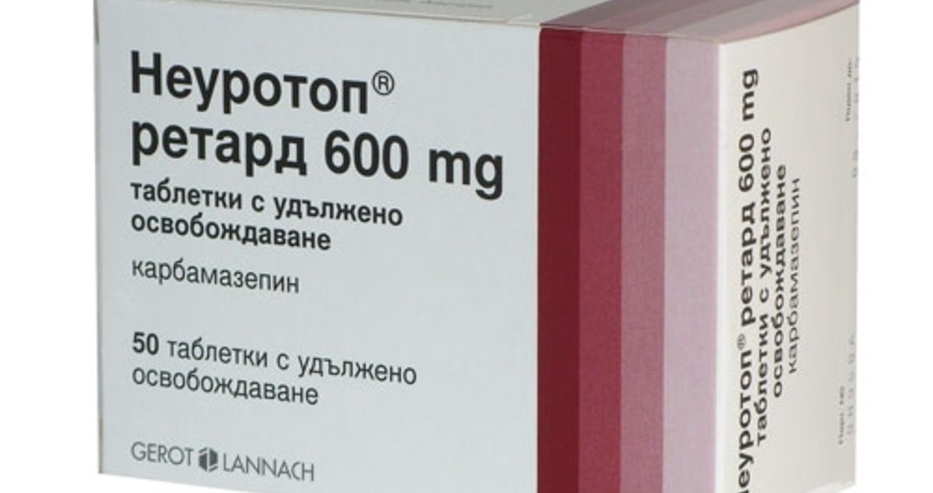 Неуротоп®
ретард 600 mg
таблетки с удължено
освобождаване
карбамазепин
50 таблетки с удължено
освобождаване
GEROT LANNACH
Неуротоп® ретард 600 mg
таблетки с удължено
освобождаване
карбамазепин